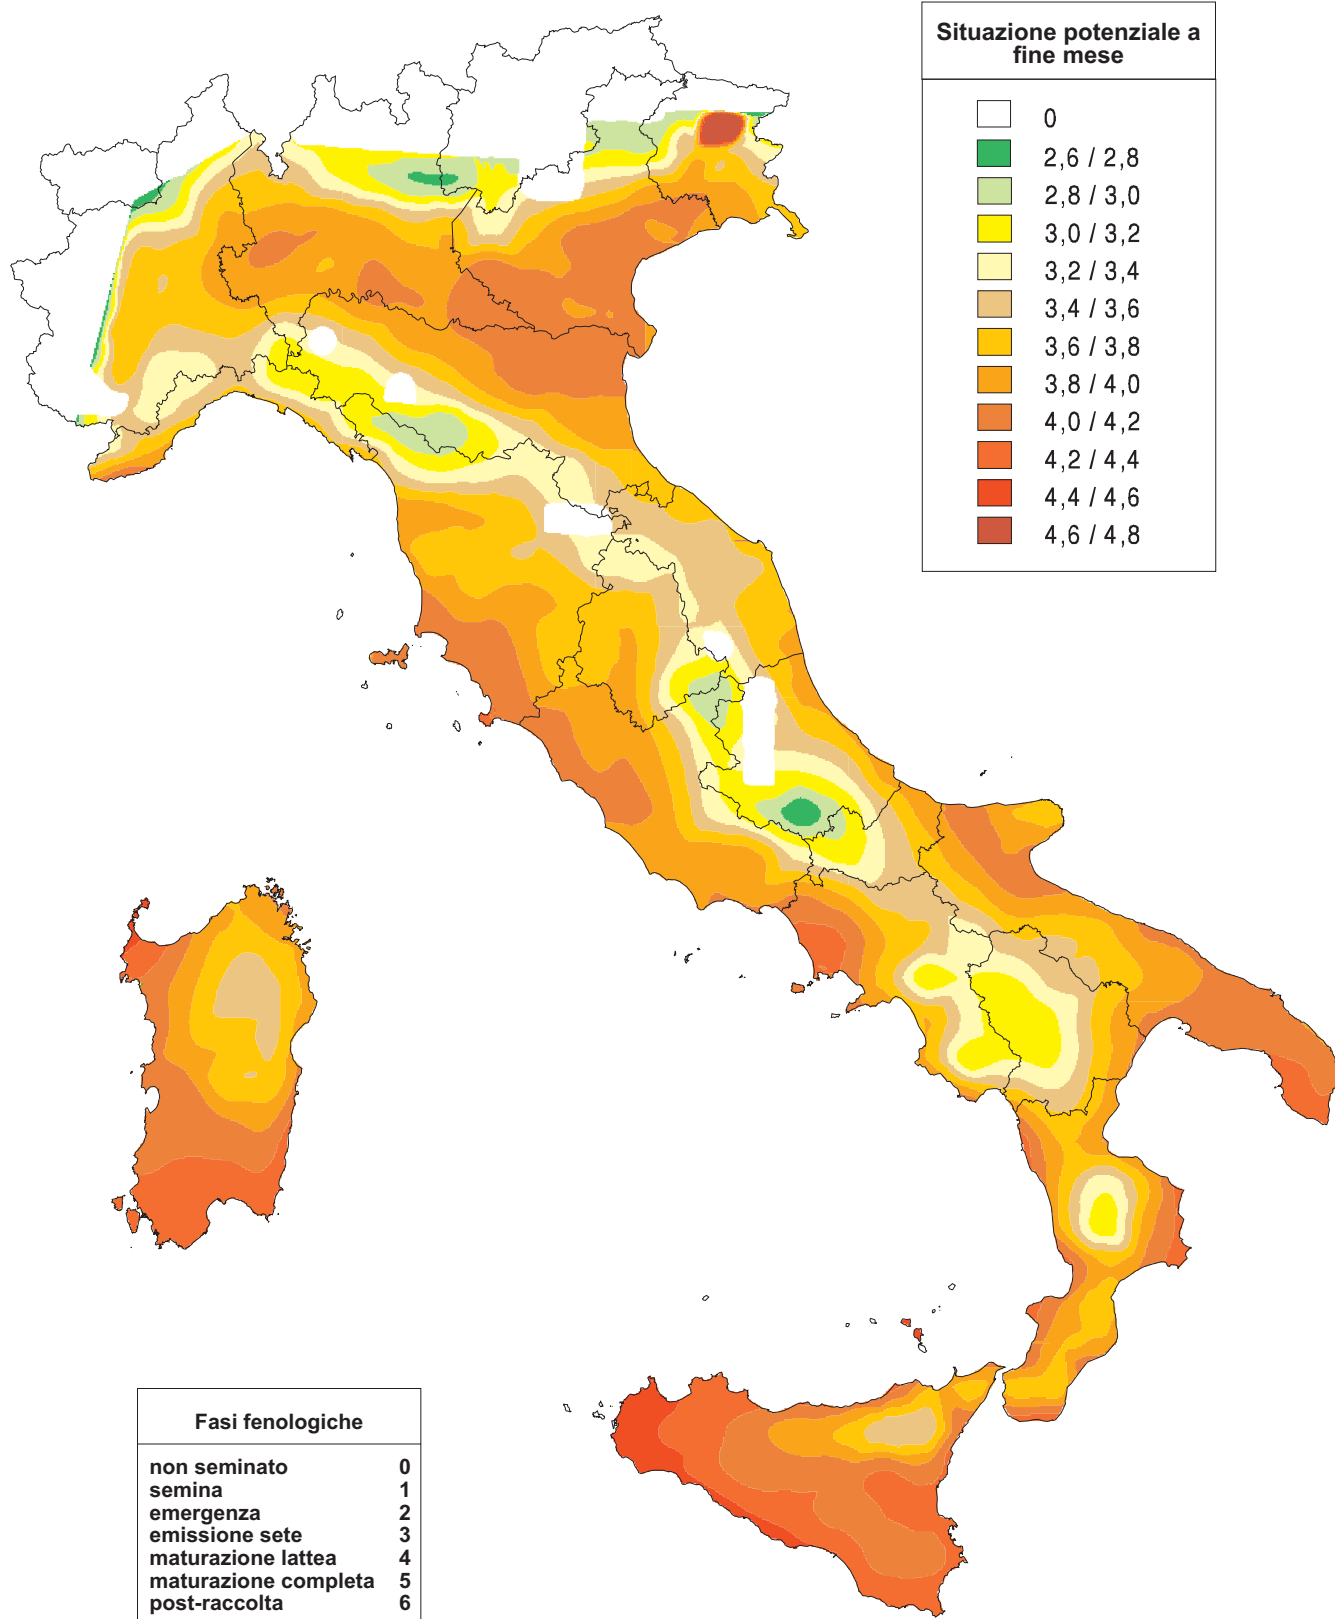 Situazione potenziale a
fine mese
0
2,6 / 2,8
2,8 / 3,0
3,0 / 3,2
3,2 / 3,4
3,4 / 3,6
3,6 / 3,8
3,8 / 4,0
4,0 / 4,2
4,2 / 4,4
4,4 / 4,6
4,6 / 4,8
Fasi fenologiche
non seminato 0
semina 1
emergenza 2
emissione sete 3
maturazione lattea 4
maturazione completa 5
post-raccolta 6